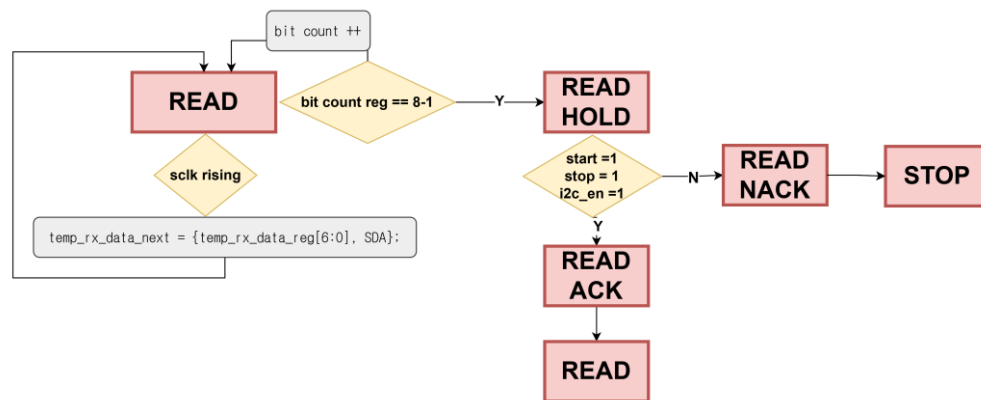 bit count ++
READ
bit count reg == 8-1
Y
READ
HOLD
sclk rising
start =1
stop = 1
i2c_en =1
N
READ
NACK
STOP
temp_rx_data_next = {temp_rx_data_reg[6:0], SDA};
Y
READ
ACK
READ